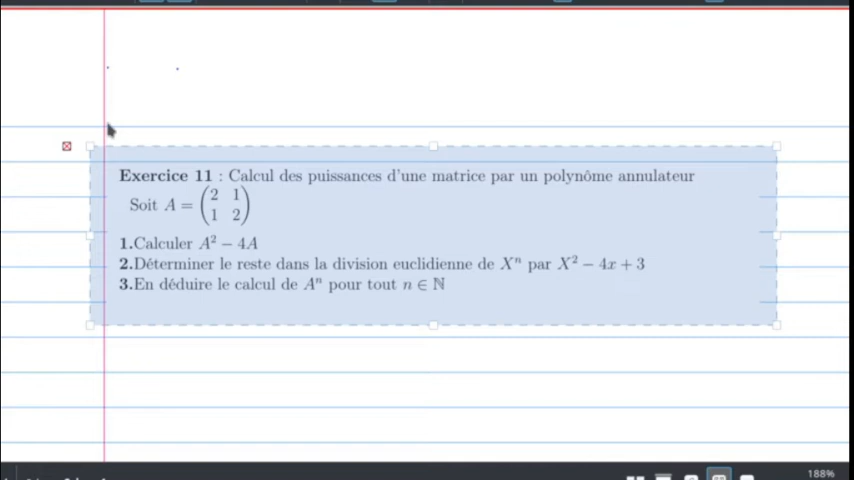 Exercice 11 : Calcul des puissances d'une matrice par un polynôme annulateur
Soit A = (2 1
1 2)
1.Calculer A² − 4A
2.Déterminer le reste dans la division euclidienne de Xⁿ par X² − 4x + 3
3.En déduire le calcul de Aⁿ pour tout n ∈ ℕ
188%